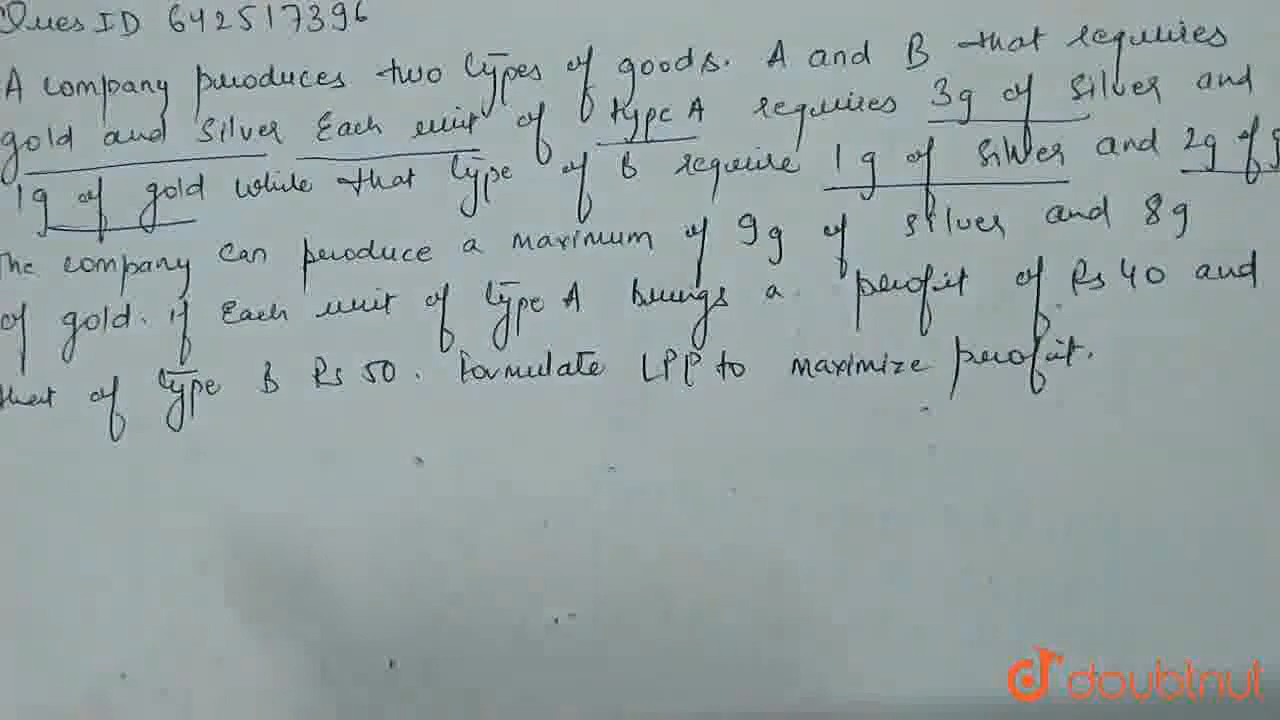 Ques ID 642517396
A company produces two types of goods. A and B that requires
gold and silver Each unit of type A requires 3g of silver and
1g of gold while that type of B require 1g of silver and 2g of g
The company can produce a maximum of 9g of silver and 8g
of gold. if Each unit of type A brings a profit of Rs 40 and
that of type B Rs 50. Formulate LPP to maximize profit.
doubtnut